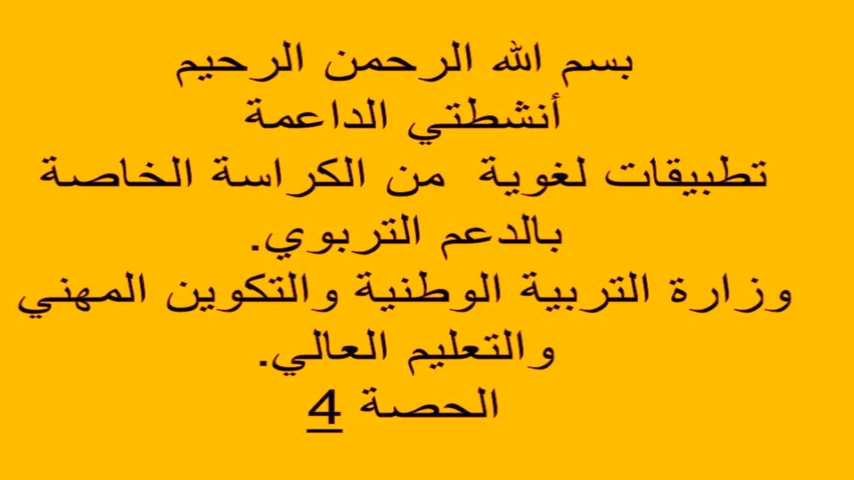 بسم الله الرحمن الرحيم
أنشطتي الداعمة
تطبيقات لغوية من الكراسة الخاصة
بالدعم التربوي.
وزارة التربية الوطنية والتكوين المهني
والتعليم العالي.
الحصة 4